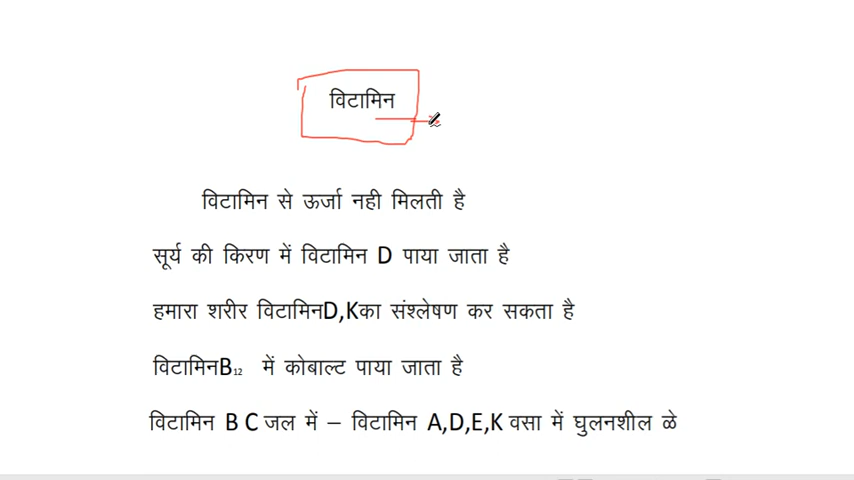 विटामिन
विटामिन से ऊर्जा नही मिलती है
सूर्य की किरण में विटामिन D पाया जाता है
हमारा शरीर विटामिनD,Kका संश्लेषण कर सकता है
विटामिनB₁₂ में कोबाल्ट पाया जाता है
विटामिन B C जल में – विटामिन A,D,E,K वसा में घुलनशील ळे